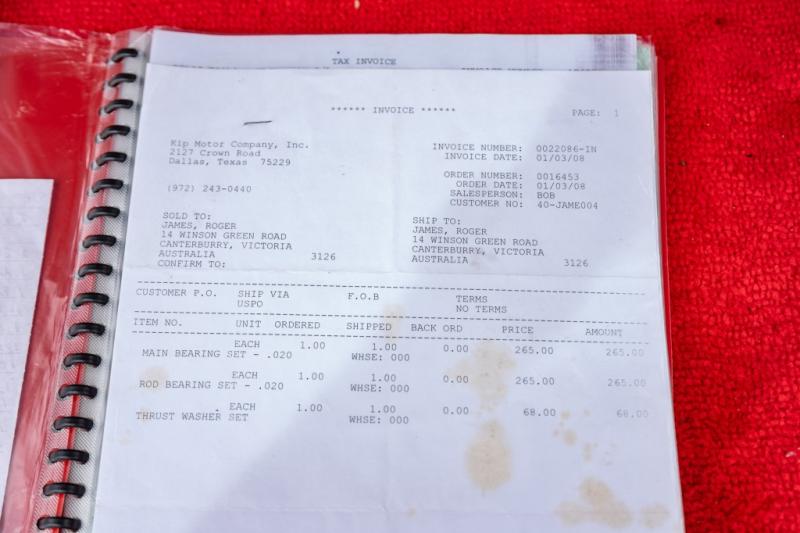 TAX INVOICE
****** INVOICE ******
PAGE: 1
Kip Motor Company, Inc.
2127 Crown Road
Dallas, Texas 75229
(972) 243-0440
INVOICE NUMBER: 0022086-IN
INVOICE DATE: 01/03/08
ORDER NUMBER: 0016453
ORDER DATE: 01/03/08
SALESPERSON: BOB
CUSTOMER NO: 40-JAME004
SOLD TO:
JAMES, ROGER
14 WINSON GREEN ROAD
CANTERBURRY, VICTORIA
AUSTRALIA 3126
CONFIRM TO:
SHIP TO:
JAMES, ROGER
14 WINSON GREEN ROAD
CANTERBURRY, VICTORIA
AUSTRALIA 3126
CUSTOMER P.O. SHIP VIA F.O.B TERMS
USPO NO TERMS
ITEM NO. UNIT ORDERED SHIPPED BACK ORD PRICE AMOUNT
EACH 1.00 1.00 0.00 265.00 265.00
MAIN BEARING SET - .020 WHSE: 000
EACH 1.00 1.00 0.00 265.00 265.00
ROD BEARING SET - .020 WHSE: 000
EACH 1.00 1.00 0.00 68.00 68.00
THRUST WASHER SET WHSE: 000